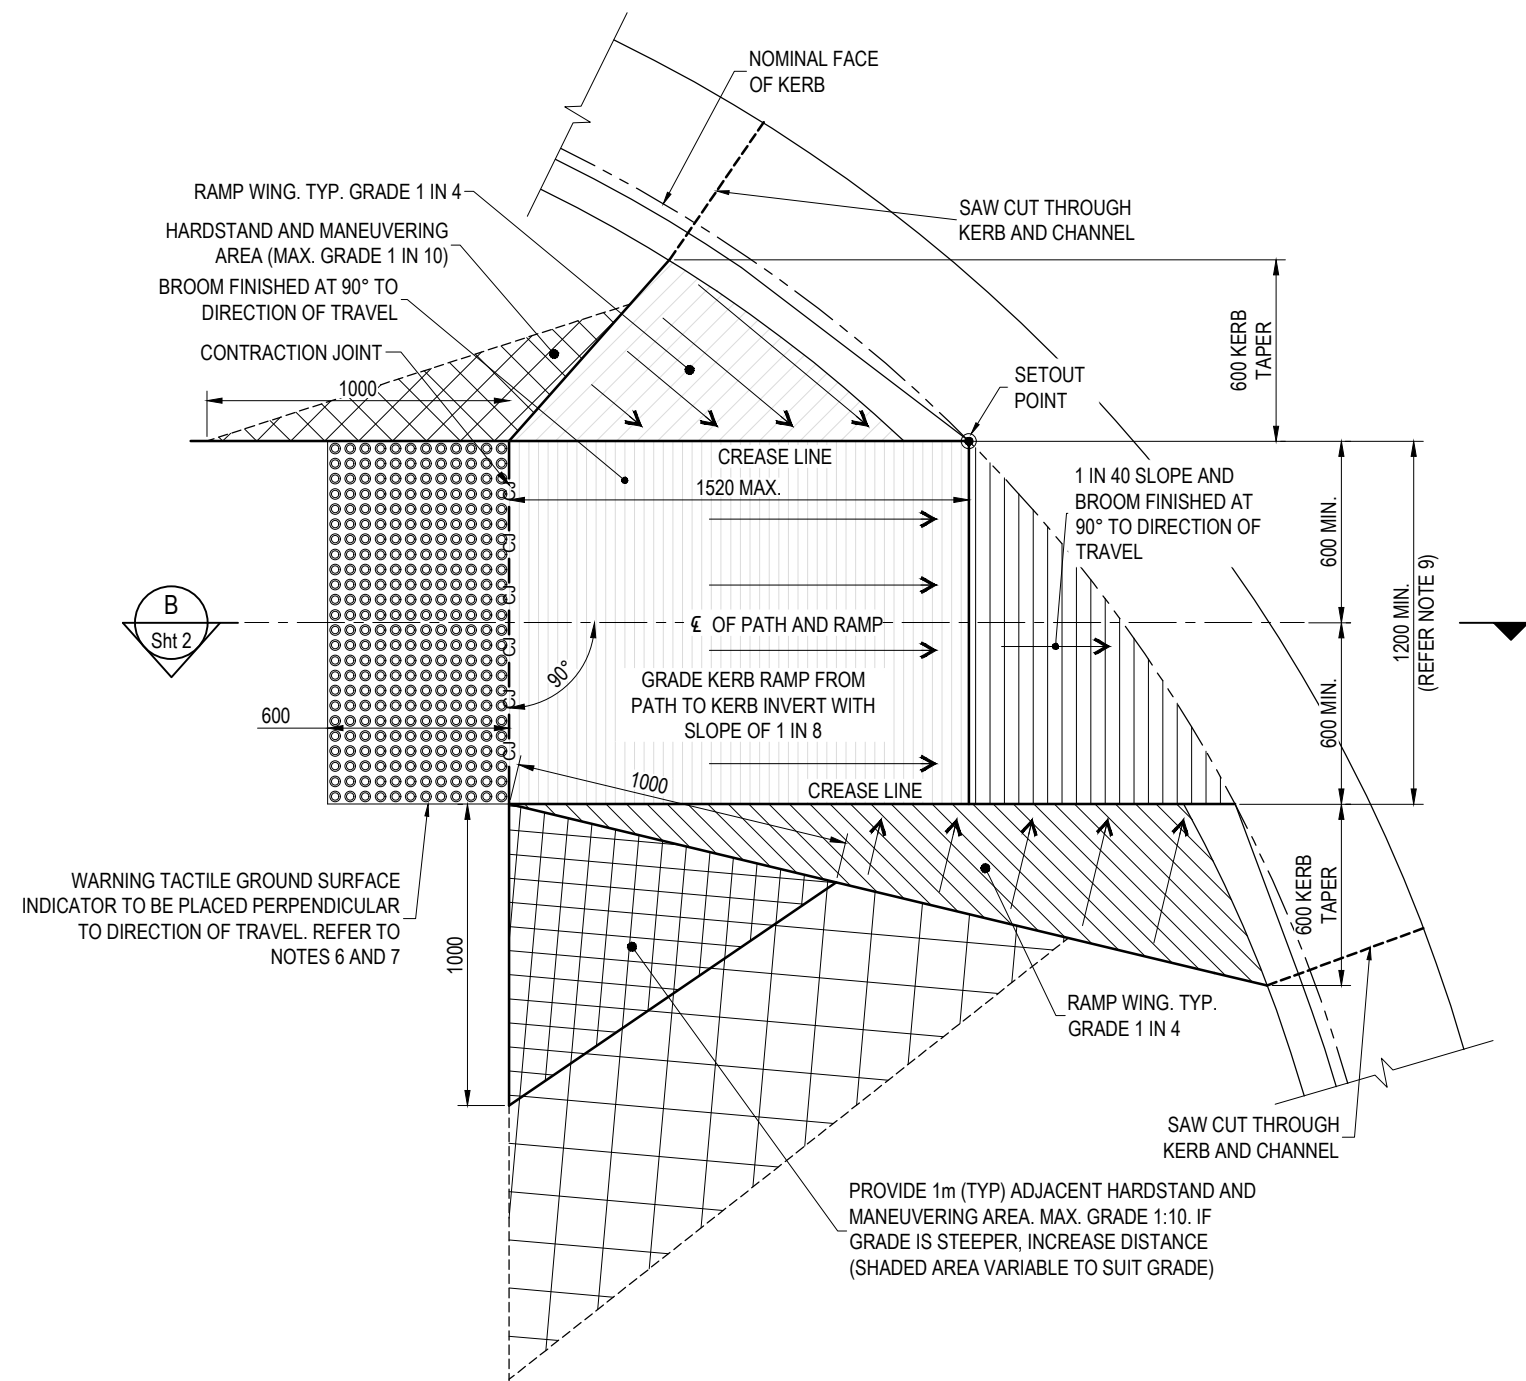 NOMINAL FACE
OF KERB
RAMP WING. TYP. GRADE 1 IN 4
HARDSTAND AND MANEUVERING
AREA (MAX. GRADE 1 IN 10)
BROOM FINISHED AT 90° TO
DIRECTION OF TRAVEL
CONTRACTION JOINT
1000
SAW CUT THROUGH
KERB AND CHANNEL
600 KERB
TAPER
SETOUT
POINT
CREASE LINE
1520 MAX.
1 IN 40 SLOPE AND
BROOM FINISHED AT
90° TO DIRECTION OF
TRAVEL
600 MIN.
1200 MIN.
(REFER NOTE 9)
600 MIN.
CJ
CJ
CJ
CJ
CJ
CJ
B
Sht 2
℄ OF PATH AND RAMP
90°
GRADE KERB RAMP FROM
PATH TO KERB INVERT WITH
SLOPE OF 1 IN 8
600
1000
CREASE LINE
WARNING TACTILE GROUND SURFACE
INDICATOR TO BE PLACED PERPENDICULAR
TO DIRECTION OF TRAVEL. REFER TO
NOTES 6 AND 7
1000
600 KERB
TAPER
RAMP WING. TYP.
GRADE 1 IN 4
SAW CUT THROUGH
KERB AND CHANNEL
PROVIDE 1m (TYP) ADJACENT HARDSTAND AND
MANEUVERING AREA. MAX. GRADE 1:10. IF
GRADE IS STEEPER, INCREASE DISTANCE
(SHADED AREA VARIABLE TO SUIT GRADE)